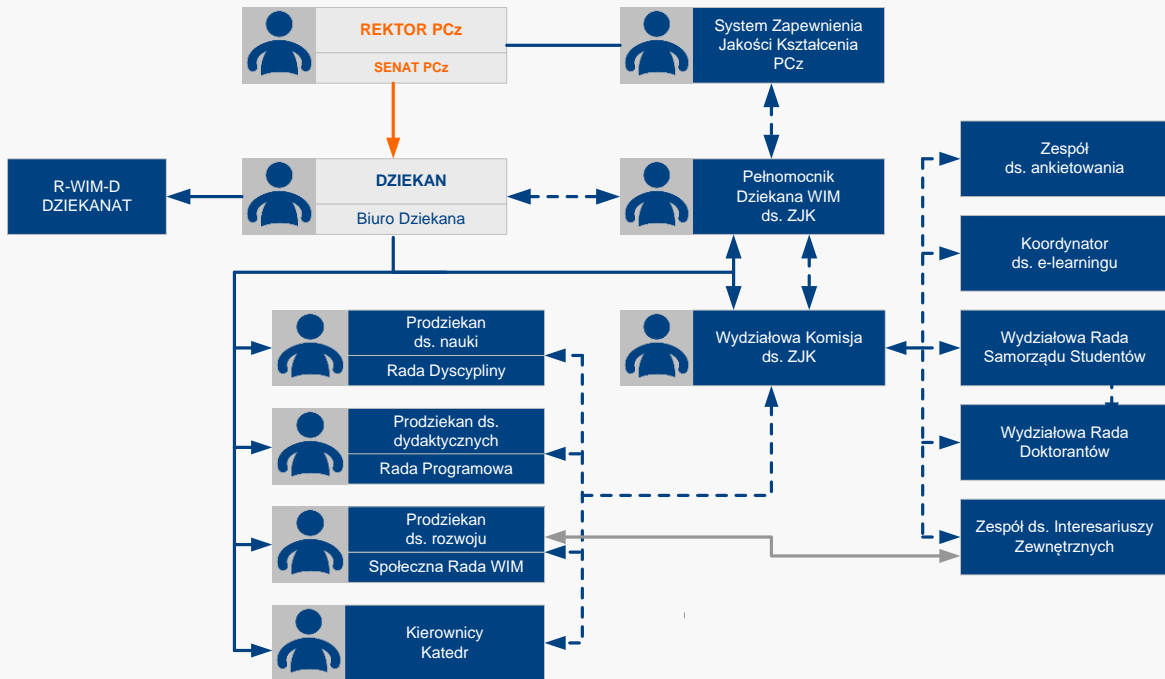 REKTOR PCz
SENAT PCz
System Zapewnienia
Jakości Kształcenia
PCz
R-WIM-D
DZIEKANAT
DZIEKAN
Biuro Dziekana
Pełnomocnik
Dziekana WIM
ds. ZJK
Zespół
ds. ankietowania
Koordynator
ds. e-learningu
Prodziekan
ds. nauki
Rada Dyscypliny
Wydziałowa Komisja
ds. ZJK
Wydziałowa Rada
Samorządu Studentów
Prodziekan ds.
dydaktycznych
Rada Programowa
Wydziałowa Rada
Doktorantów
Prodziekan
ds. rozwoju
Społeczna Rada WIM
Zespół ds. Interesariuszy
Zewnętrznych
Kierownicy
Katedr